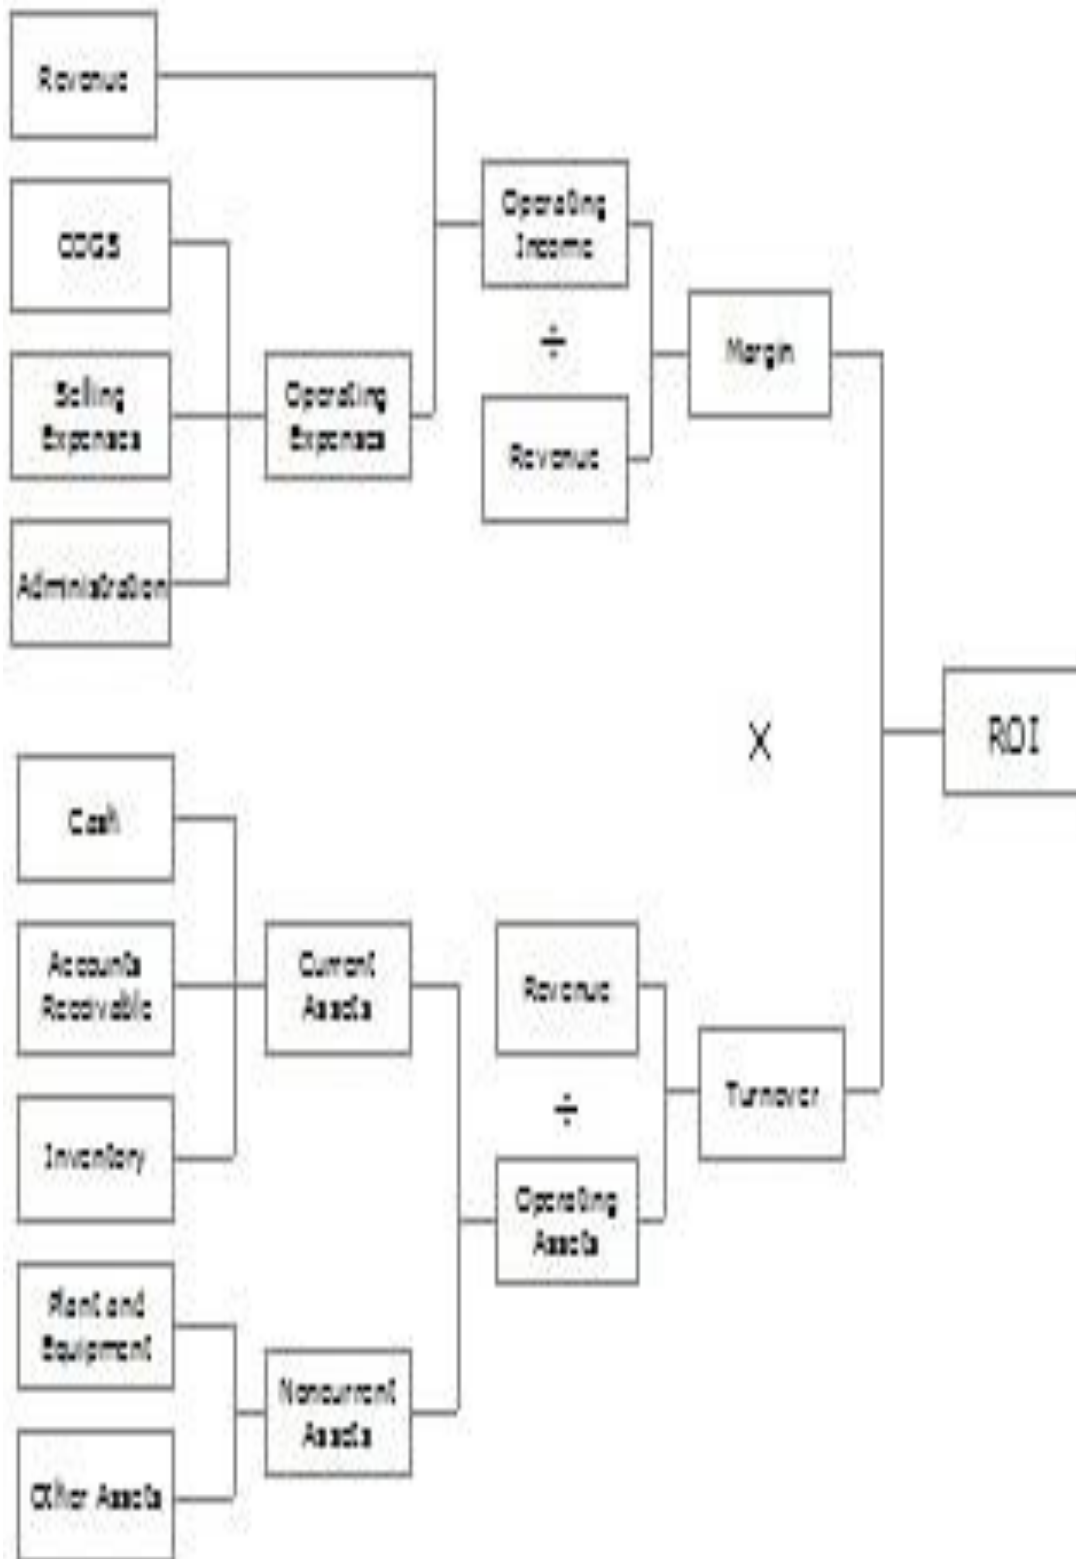 Revenue
COGS
Selling
Expenses
Administration
Operating
Expenses
Operating
Income
÷
Revenue
Margin
X
ROI
Cash
Accounts
Receivable
Inventory
Current
Assets
Plant and
Equipment
Other Assets
Noncurrent
Assets
Revenue
÷
Operating
Assets
Turnover